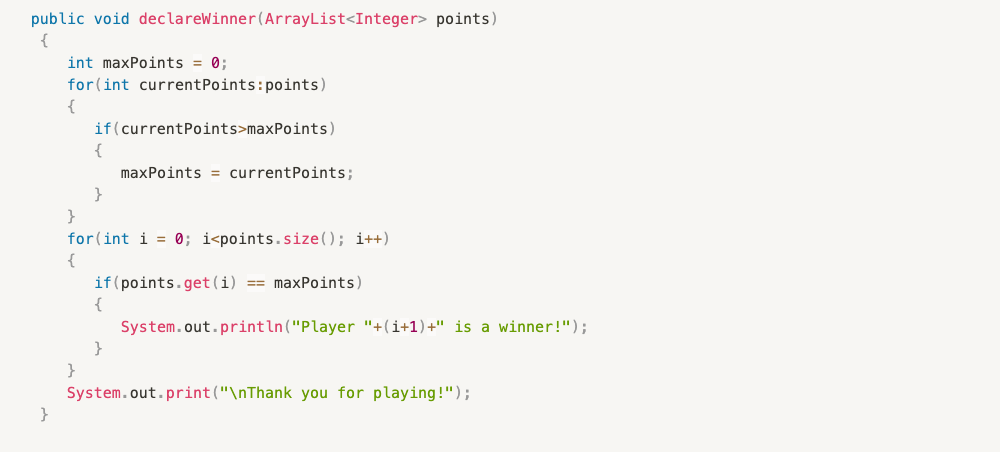 public void declareWinner(ArrayList<Integer> points)
{
int maxPoints = 0;
for(int currentPoints:points)
{
if(currentPoints>maxPoints)
{
maxPoints = currentPoints;
}
}
for(int i = 0; i<points.size(); i++)
{
if(points.get(i) == maxPoints)
{
System.out.println("Player "+(i+1)+" is a winner!");
}
}
System.out.print("\nThank you for playing!");
}